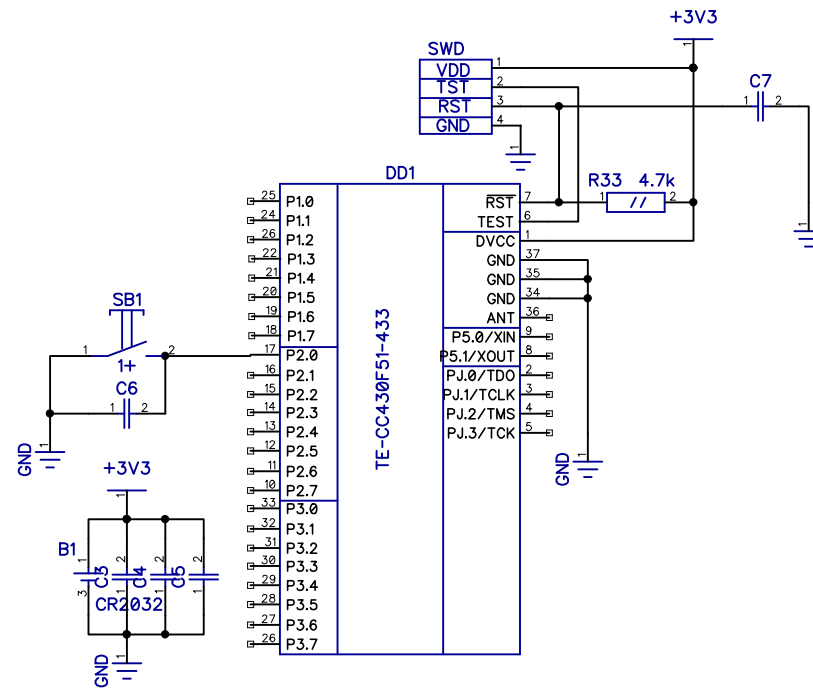 +3V3
1
SWD
VDD 1
TST 2
RST 3
GND 4
1
C7
1 2
1
DD1
R33 4.7k
1 // 2
TE-CC430F51-433
25 P1.0
24 P1.1
26 P1.2
22 P1.3
21 P1.4
20 P1.5
19 P1.6
18 P1.7
17 P2.0
16 P2.1
15 P2.2
14 P2.3
13 P2.4
12 P2.5
11 P2.6
10 P2.7
33 P3.0
32 P3.1
31 P3.2
30 P3.3
29 P3.4
28 P3.5
27 P3.6
26 P3.7
RST 7
TEST 6
DVCC 1
GND 37
GND 35
GND 34
ANT 36
P5.0/XIN 9
P5.1/XOUT 8
PJ.0/TDO 2
PJ.1/TCLK 3
PJ.2/TMS 4
PJ.3/TCK 5
GND 1
SB1
1 2
1+
C6
1 2
GND 1
+3V3
1
B1
1 2 2 2
C3 C4 C5
3 1 1 1
CR2032
GND 1